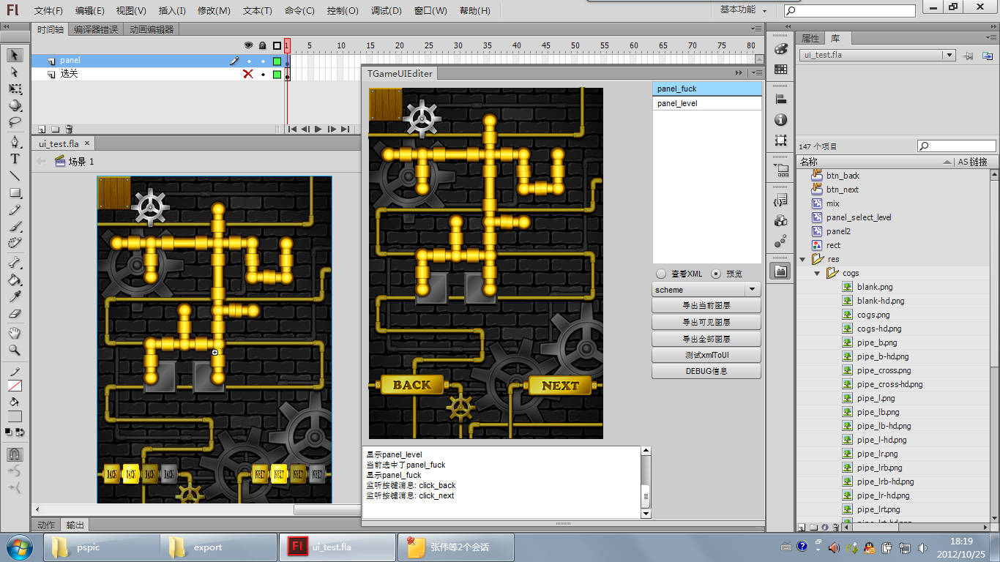 Fl 文件(F) 编辑(E) 视图(V) 插入(I) 修改(M) 文本(T) 命令(C) 控制(O) 调试(D) 窗口(W) 帮助(H) 基本功能
时间轴 编译器错误 动画编辑器
1 5 10 15 20 25 30 35 40 45 50 55 60 65 70 75 80
panel
选关
ui_test.fla
场景 1
BACK BACK BACK BACK
NEXT NEXT NEXT NEXT
动作 输出
TGameUIEditer
BACK
NEXT
panel_fuck
panel_level
查看XML 预览
scheme
导出当前图层
导出可见图层
导出全部图层
测试xmlToUI
DEBUG信息
显示panel_level
当前选中了panel_fuck
显示panel_fuck
监听按键消息: click_back
监听按键消息: click_next
属性 库
ui_test.fla
147 个项目
名称 AS 链接
btn_back
btn_next
mix
panel_select_level
panel2
rect
res
cogs
blank.png
blank-hd.png
cogs.png
cogs-hd.png
pipe_b.png
pipe_b-hd.png
pipe_cross.png
pipe_cross-hd.png
pipe_l.png
pipe_lb.png
pipe_lb-hd.png
pipe_l-hd.png
pipe_lr.png
pipe_lrb.png
pipe_lrb-hd.png
pipe_lr-hd.png
pipe_lrt.png
pipe_lrt-hd.png
pspic
export
Fl ui_test.fla
张伟等2个会话
18:19
2012/10/25